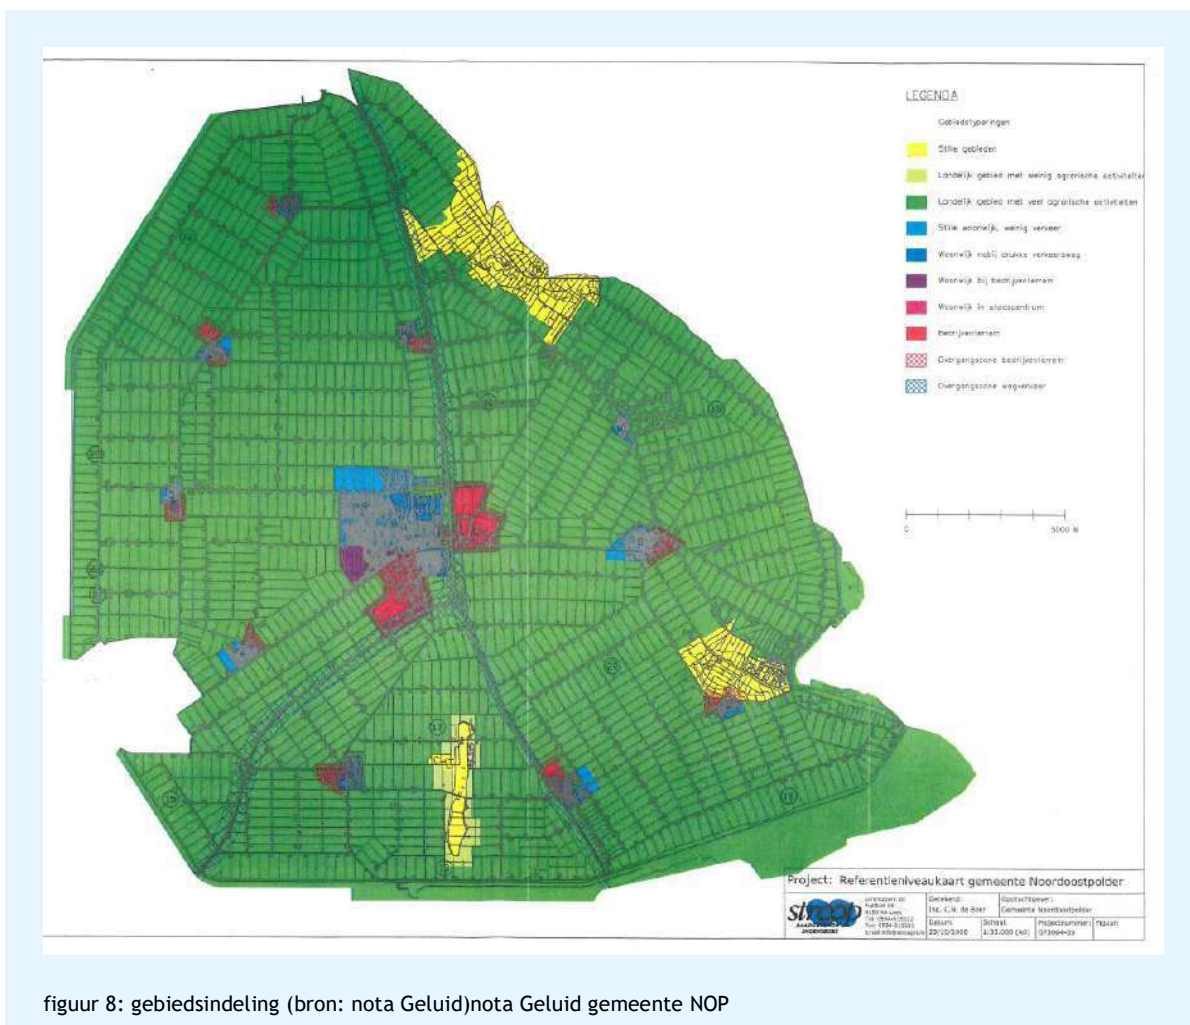 LEGENDA
Gebiedstyperingen
Stille gebieden
Landelijk gebied met weinig agrarische activiteiten
Landelijk gebied met veel agrarische activiteiten
Stille woonwijk, weinig verkeer
Woonwijk nabij drukke verkeersweg
Woonwijk bij bedrijventerrein
Woonwijk in stadscentrum
Bedrijventerrein
Overgangszone bedrijventerrein
Overgangszone wegverkeer
0 5000 M
Project: Referentieniveaukaart gemeente Noordoostpolder
stroop
Getekend: Opdrachtgever:
Ing. C.N. de Boer Gemeente Noordoostpolder
Datum: Schaal: Projectnummer: Figuur:
29/10/2008 1:35.000 (A0)
figuur 8: gebiedsindeling (bron: nota Geluid)nota Geluid gemeente NOP